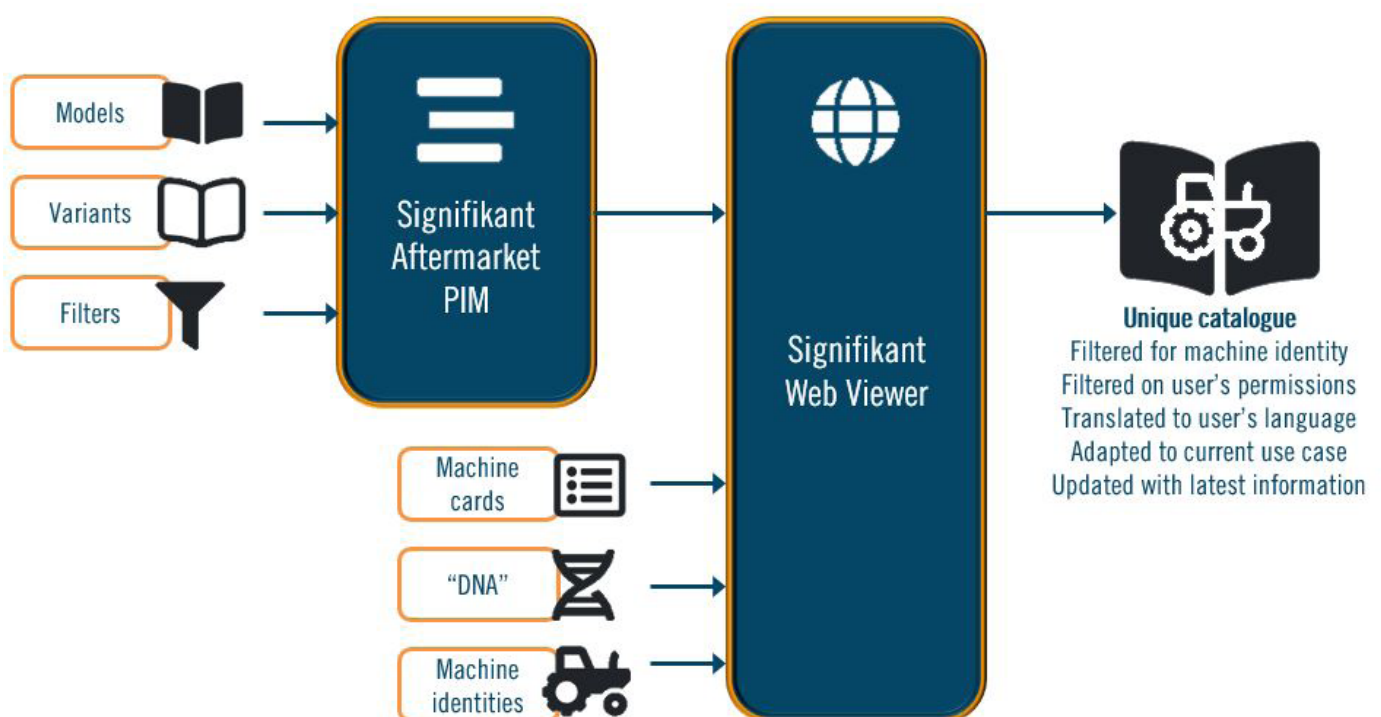 Models
Variants
Filters
Signifikant
Aftermarket
PIM
Machine
cards
“DNA”
Machine
identities
Signifikant
Web Viewer
Unique catalogue
Filtered for machine identity
Filtered on user's permissions
Translated to user's language
Adapted to current use case
Updated with latest information